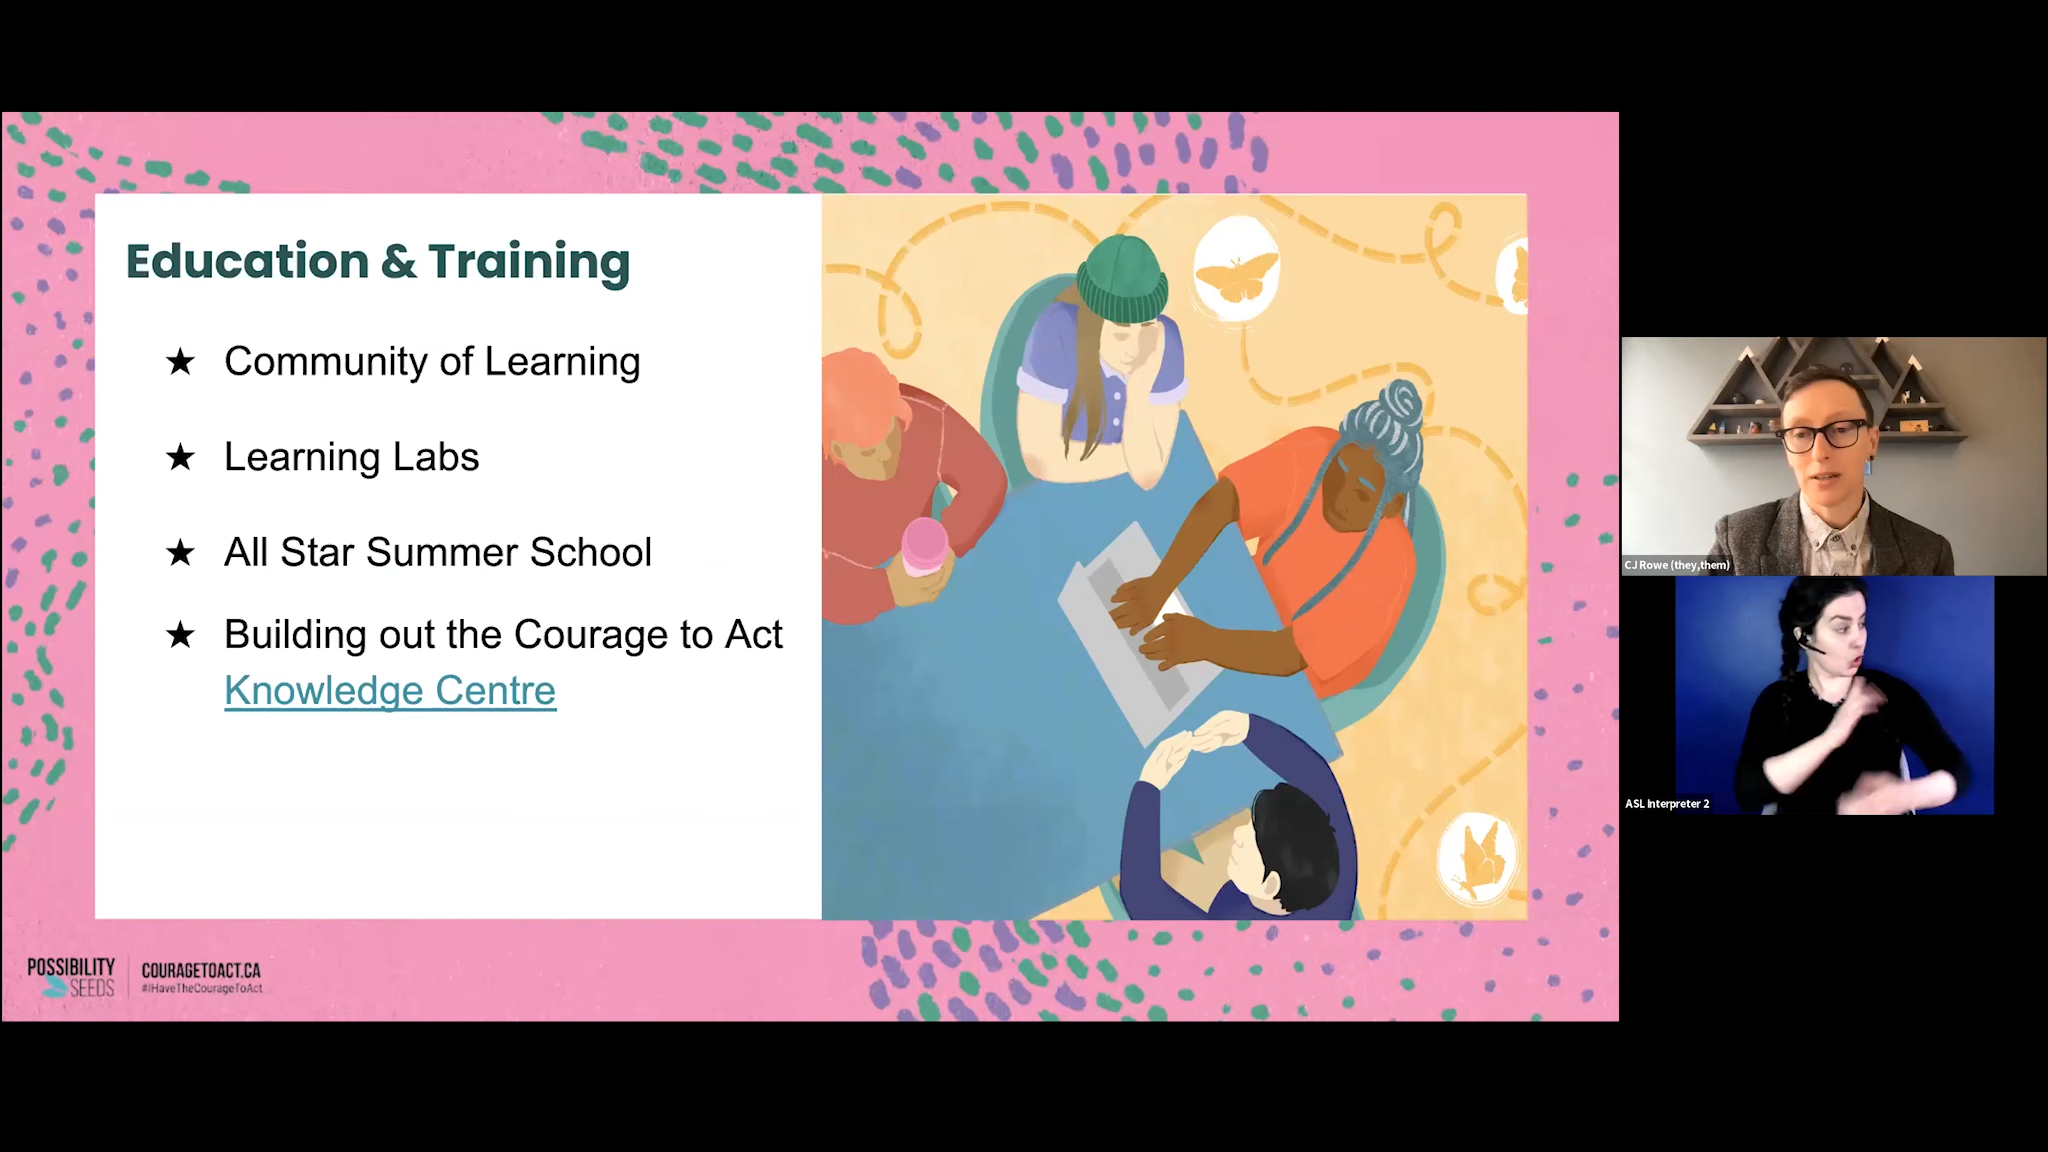 Education & Training
★ Community of Learning
★ Learning Labs
★ All Star Summer School
★ Building out the Courage to Act
Knowledge Centre
POSSIBILITY
SEEDS
COURAGETOACT.CA
#IHaveTheCourageToAct
CJ Rowe (they,them)
ASL Interpreter 2